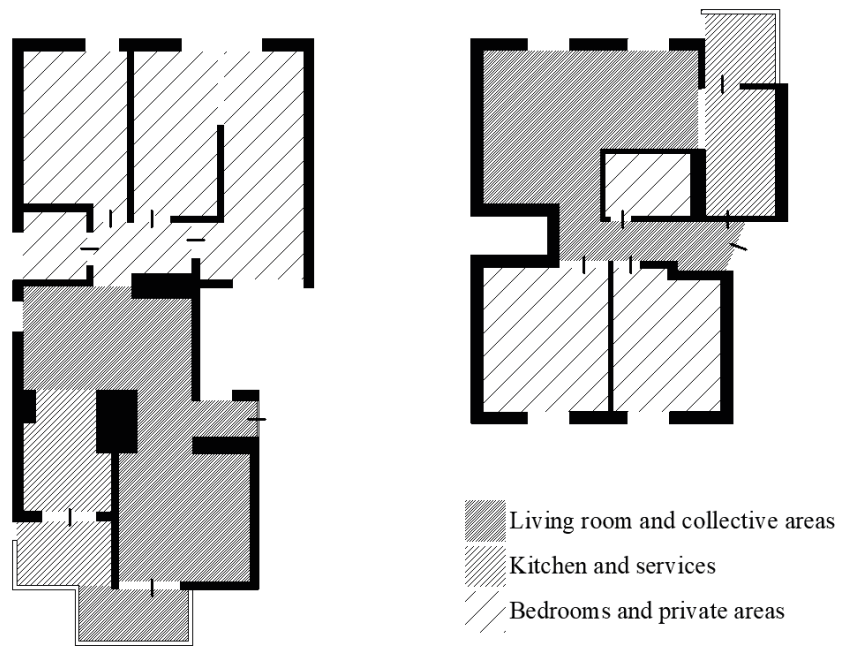 Living room and collective areas
Kitchen and services
Bedrooms and private areas